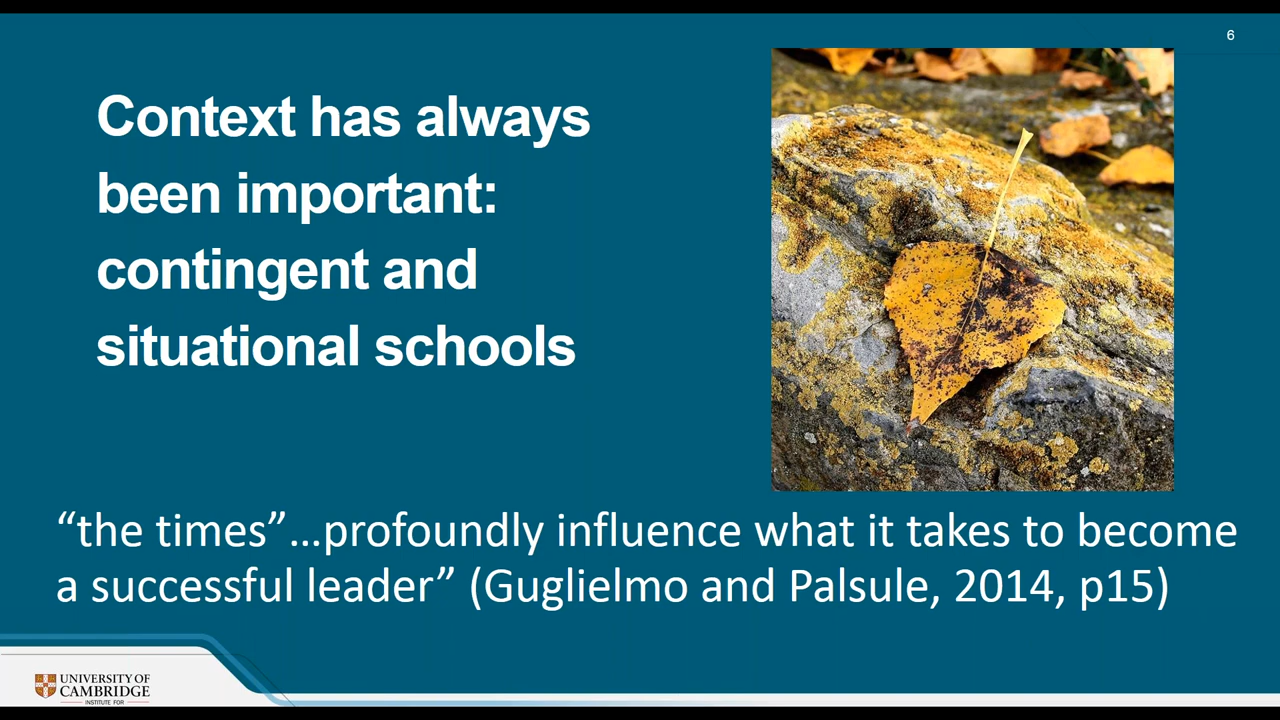 6
Context has always
been important:
contingent and
situational schools
“the times”…profoundly influence what it takes to become
a successful leader” (Guglielmo and Palsule, 2014, p15)
UNIVERSITY OF
CAMBRIDGE
INSTITUTE FOR